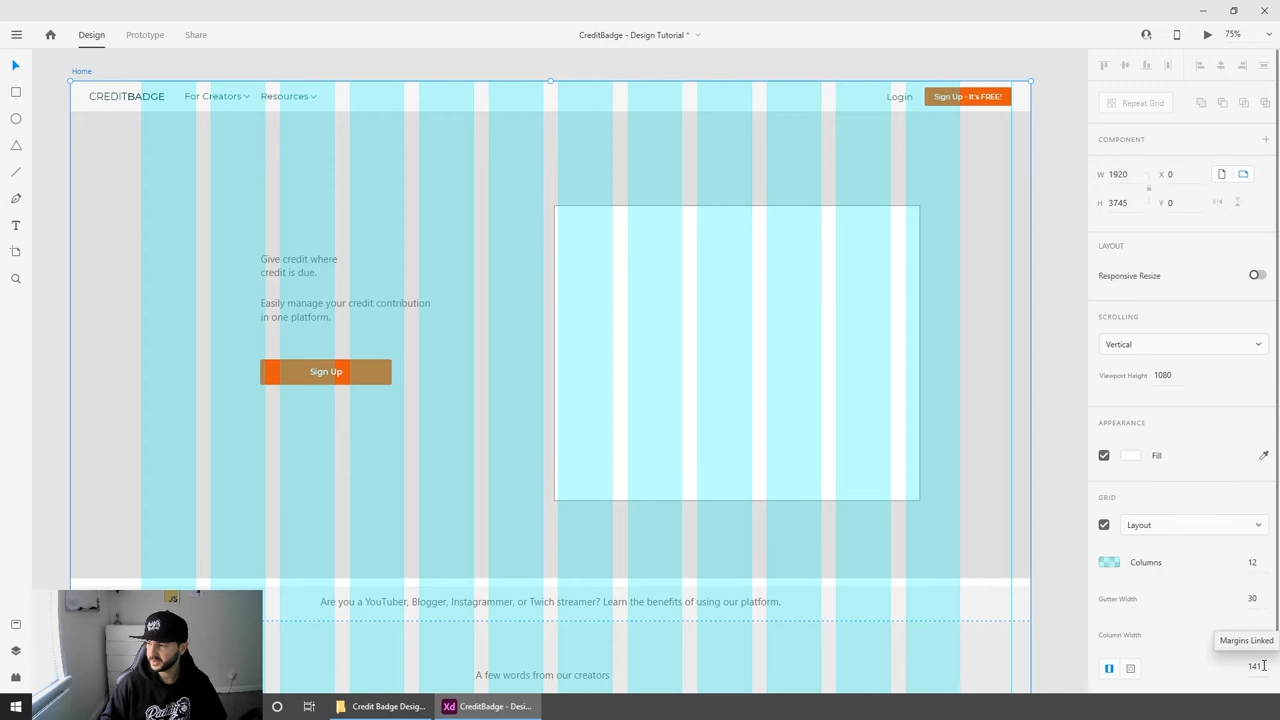 Design
Prototype
Share
CreditBadge - Design Tutorial *
75%
Home
CREDITBADGE
For Creators
Resources
Login
Sign Up - It's FREE!
Give credit where
credit is due.
Easily manage your credit contribution
in one platform.
Sign Up
Are you a YouTuber, Blogger, Instagrammer, or Twich streamer? Learn the benefits of using our platform.
A few words from our creators
Repeat Grid
COMPONENT
W 1920 X 0
H 3745 Y 0
LAYOUT
Responsive Resize
SCROLLING
Vertical
Viewport Height 1080
APPEARANCE
Fill
GRID
Layout
Columns 12
Gutter Width 30
Column Width
Margins Linked
141
T
JS
Credit Badge Desig...
Xd CreditBadge - Desi...